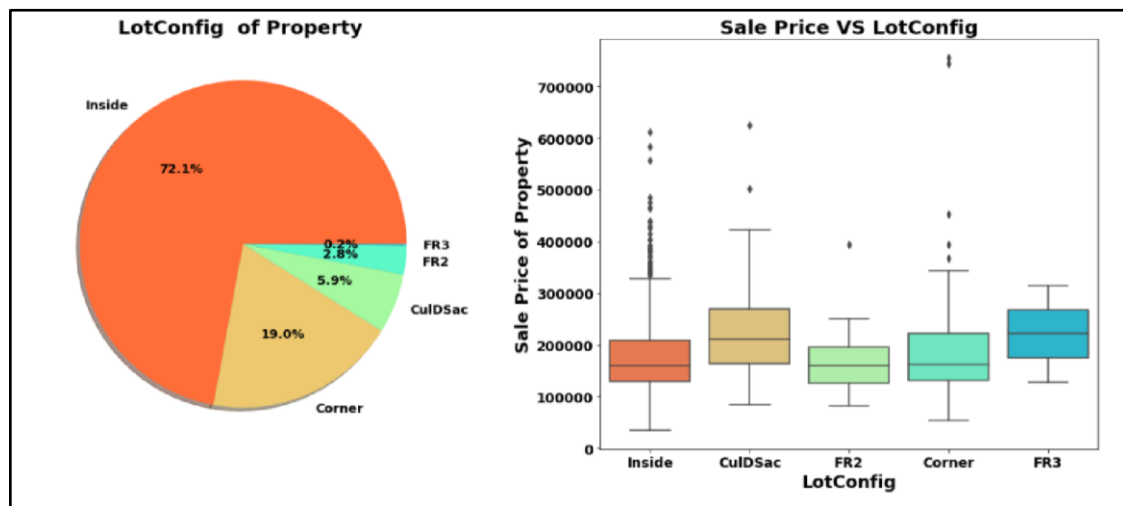 LotConfig of Property
Inside
72.1%
0.2%
FR3
2.8%
FR2
5.9%
CulDSac
19.0%
Corner
Sale Price VS LotConfig
Sale Price of Property
700000
600000
500000
400000
300000
200000
100000
0
Inside CulDSac FR2 Corner FR3
LotConfig